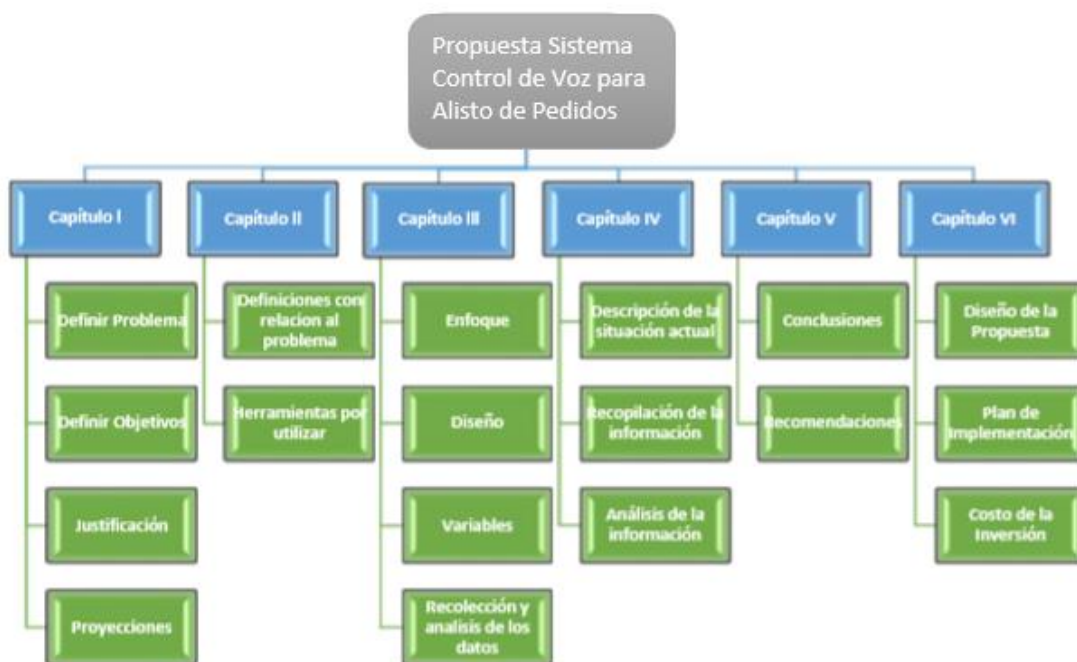 Propuesta Sistema
Control de Voz para
Alisto de Pedidos
Capítulo I
Capítulo II
Capítulo III
Capítulo IV
Capítulo V
Capítulo VI
Definir Problema
Definir Objetivos
Justificación
Proyecciones
Definiciones con
relacion al
problema
Herramientas por
utilizar
Enfoque
Diseño
Variables
Recolección y
analisis de los
datos
Descripción de la
situación actual
Recopilación de la
información
Análisis de la
información
Conclusiones
Recomendaciones
Diseño de la
Propuesta
Plan de
Implementación
Costo de la
Inversión